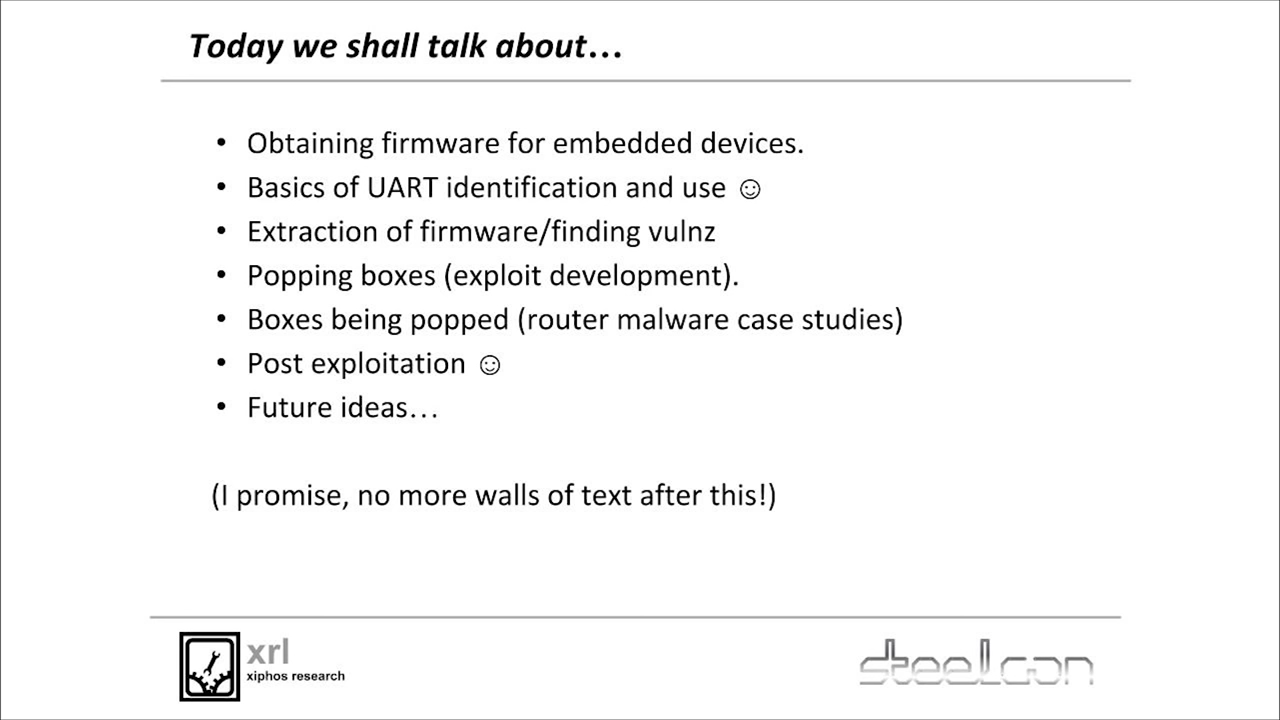 Today we shall talk about…
• Obtaining firmware for embedded devices.
• Basics of UART identification and use ☺
• Extraction of firmware/finding vulnz
• Popping boxes (exploit development).
• Boxes being popped (router malware case studies)
• Post exploitation ☺
• Future ideas…
(I promise, no more walls of text after this!)
xrl
xiphos research
steelcon